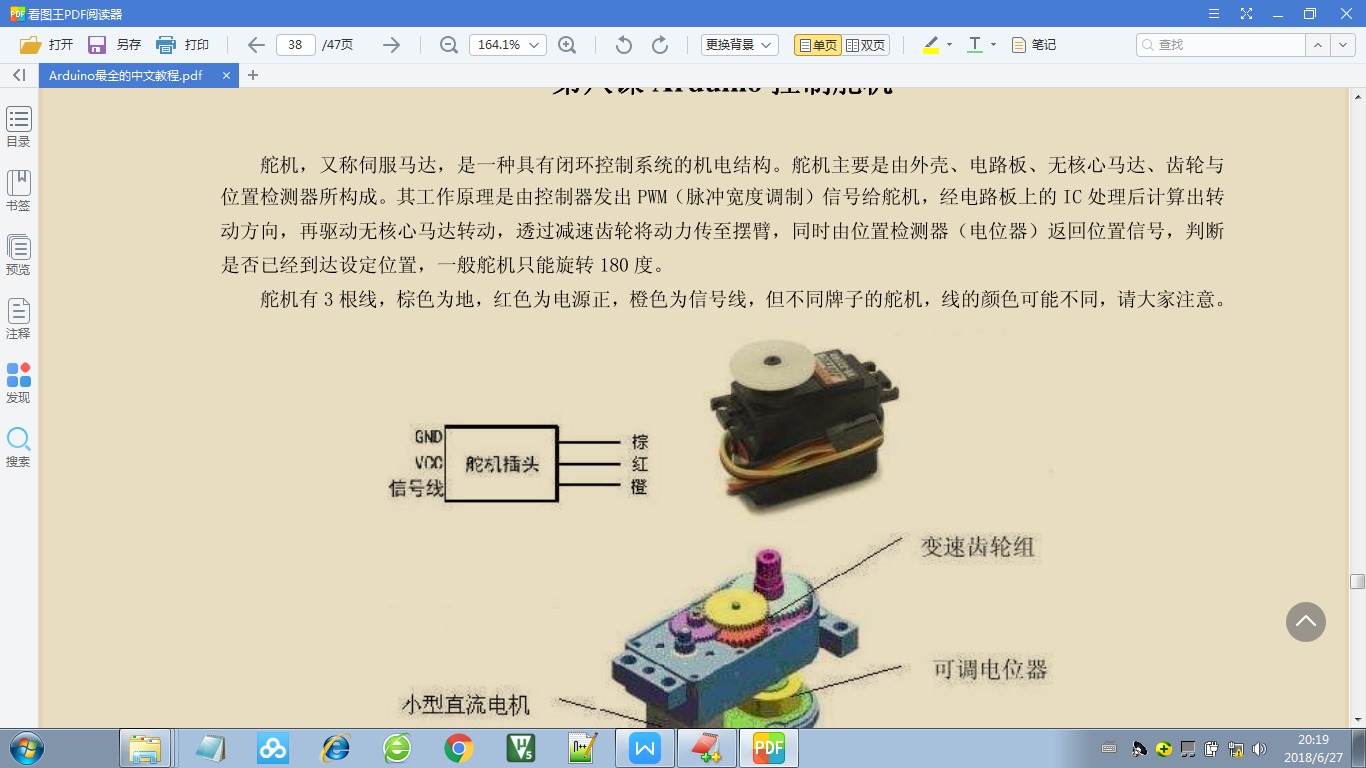 看图王PDF阅读器
打开 另存 打印 38 /47页 164.1% 更换背景 单页 双页 T 笔记 查找
Arduino最全的中文教程.pdf
目录
书签
预览
注释
发现
搜索
舵机，又称伺服马达，是一种具有闭环控制系统的机电结构。舵机主要是由外壳、电路板、无核心马达、齿轮与
位置检测器所构成。其工作原理是由控制器发出 PWM（脉冲宽度调制）信号给舵机，经电路板上的 IC 处理后计算出转
动方向，再驱动无核心马达转动，透过减速齿轮将动力传至摆臂，同时由位置检测器（电位器）返回位置信号，判断
是否已经到达设定位置，一般舵机只能旋转 180 度。
舵机有 3 根线，棕色为地，红色为电源正，橙色为信号线，但不同牌子的舵机，线的颜色可能不同，请大家注意。
GND 棕
VCC 舵机插头 红
信号线 橙
变速齿轮组
可调电位器
小型直流电机
PDF
20:19
2018/6/27